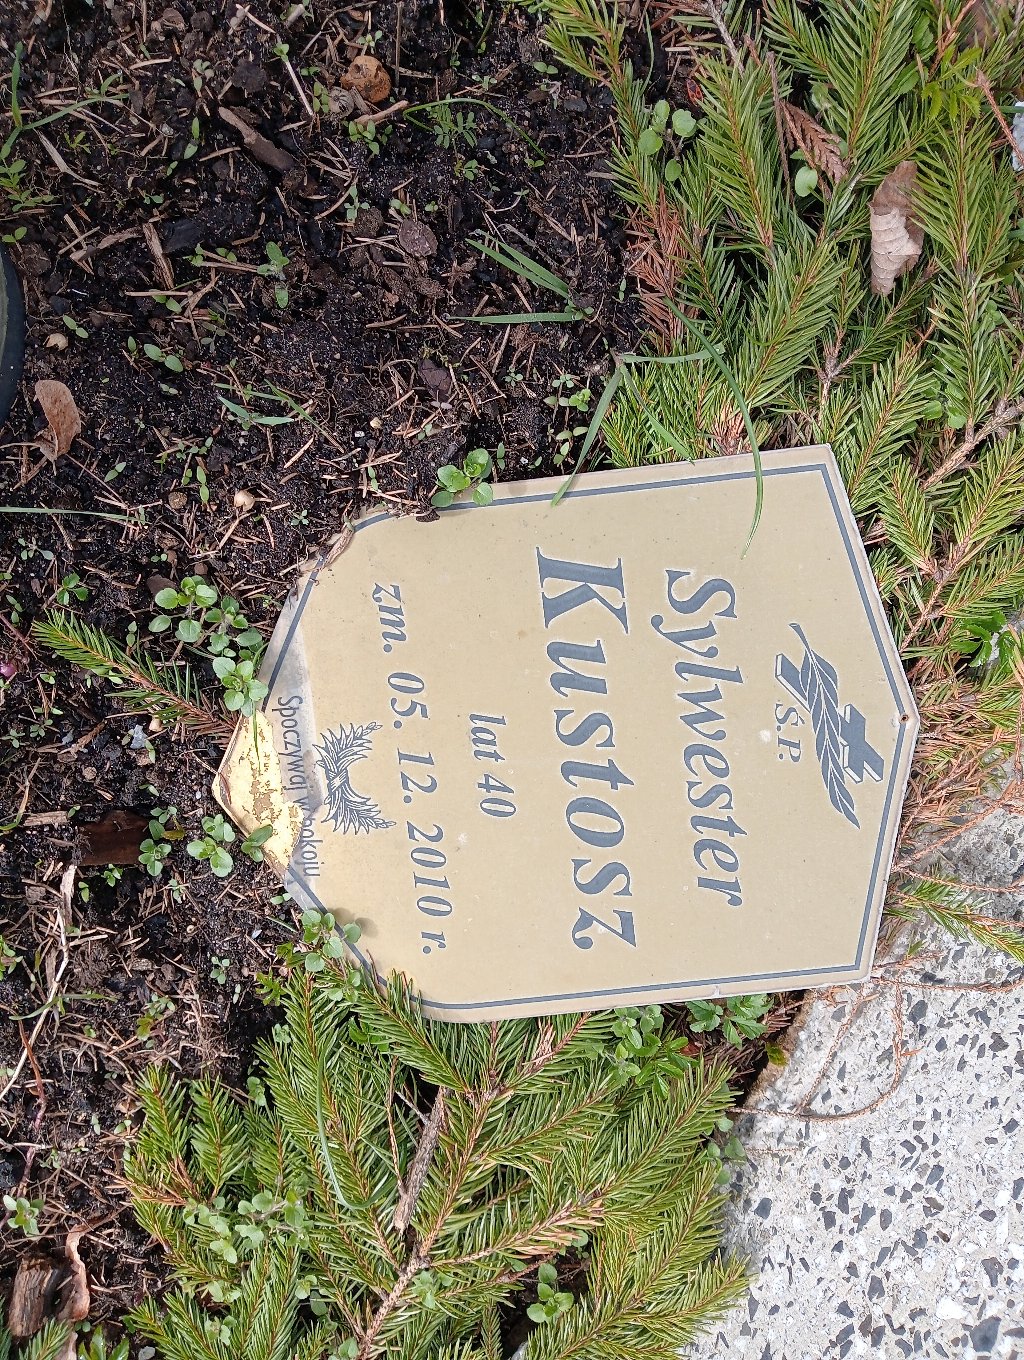 Ś.P.
Sylwester
Kustosz
lat 40
zm. 05. 12. 2010 r.
Spoczywaj w pokoju